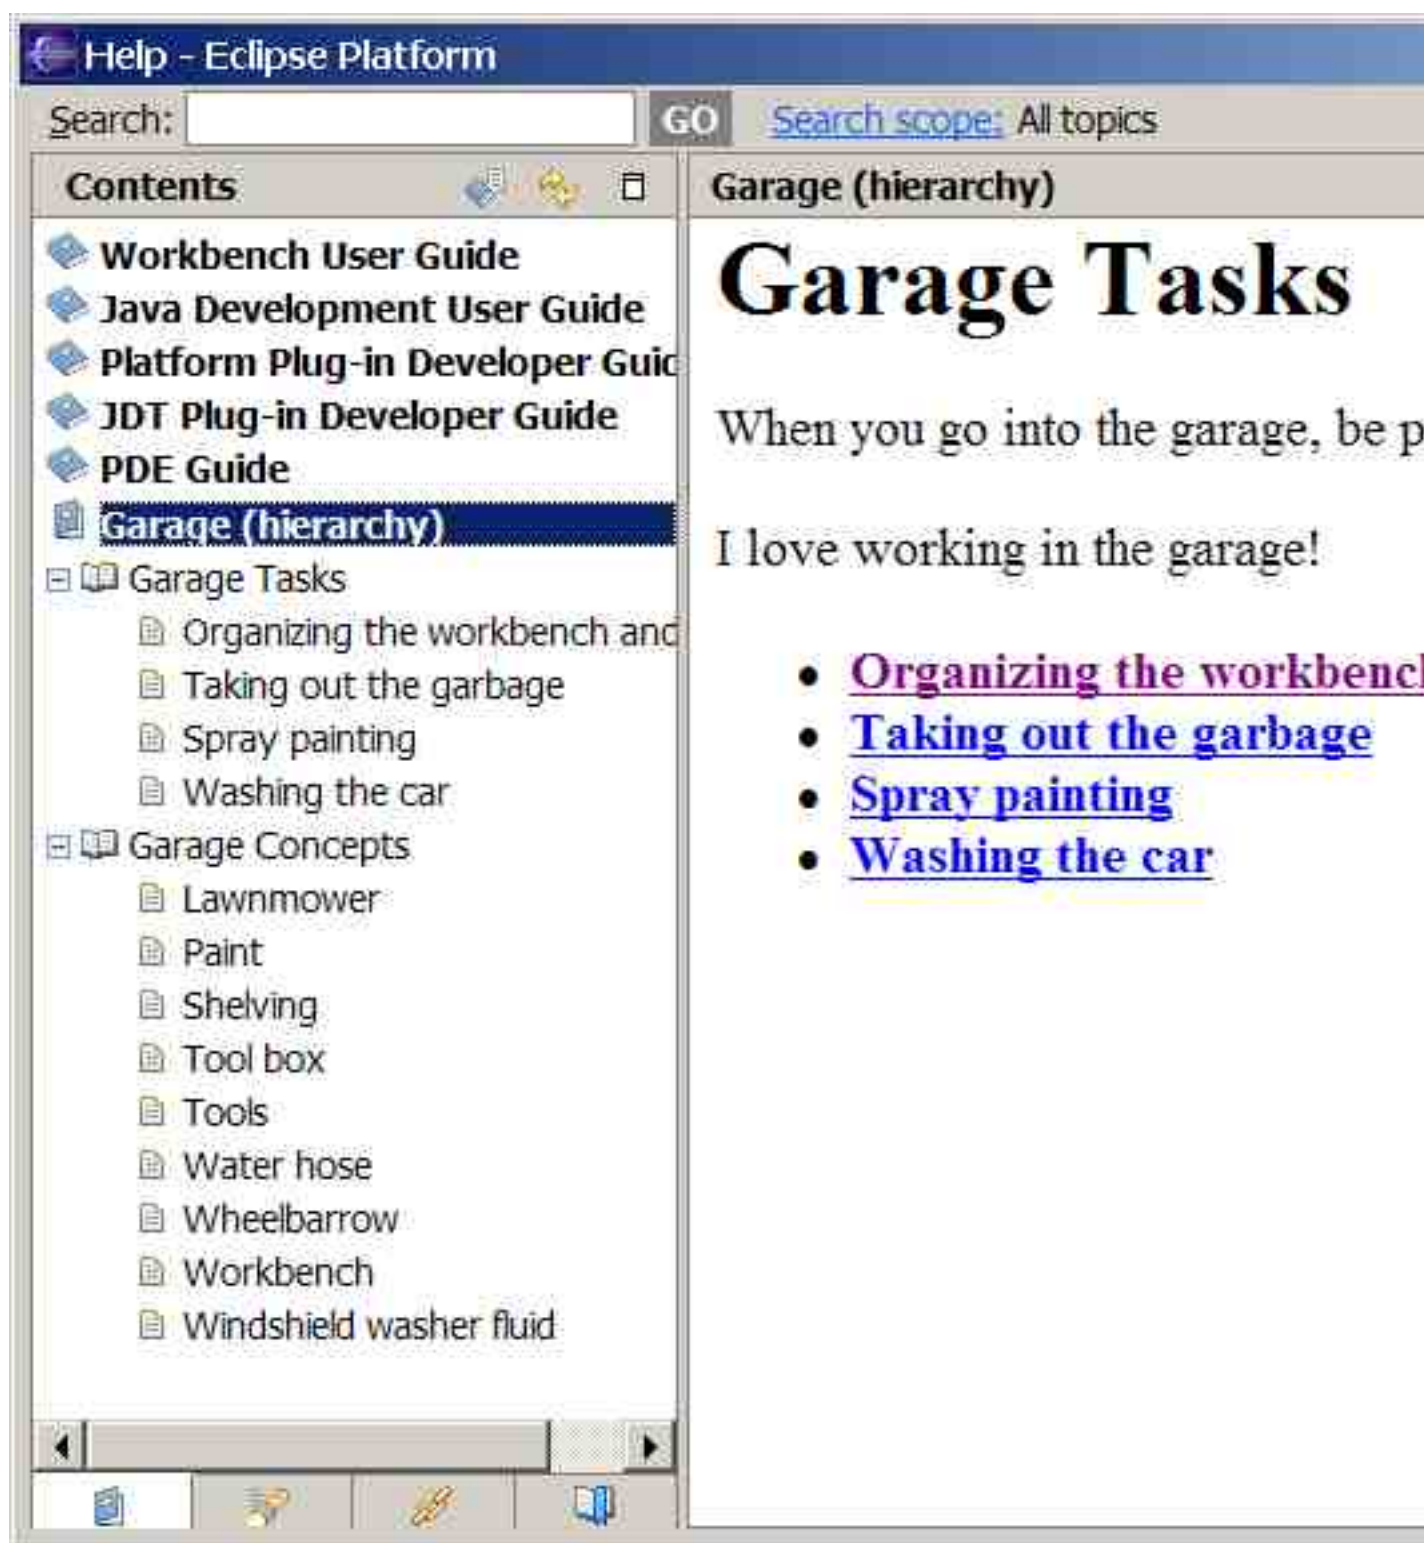 Help - Eclipse Platform
Search: GO Search scope: All topics
Contents
Workbench User Guide
Java Development User Guide
Platform Plug-in Developer Guid
JDT Plug-in Developer Guide
PDE Guide
Garage (hierarchy)
Garage Tasks
Organizing the workbench and
Taking out the garbage
Spray painting
Washing the car
Garage Concepts
Lawnmower
Paint
Shelving
Tool box
Tools
Water hose
Wheelbarrow
Workbench
Windshield washer fluid
Garage (hierarchy)
Garage Tasks
When you go into the garage, be p
I love working in the garage!
Organizing the workbench
Taking out the garbage
Spray painting
Washing the car